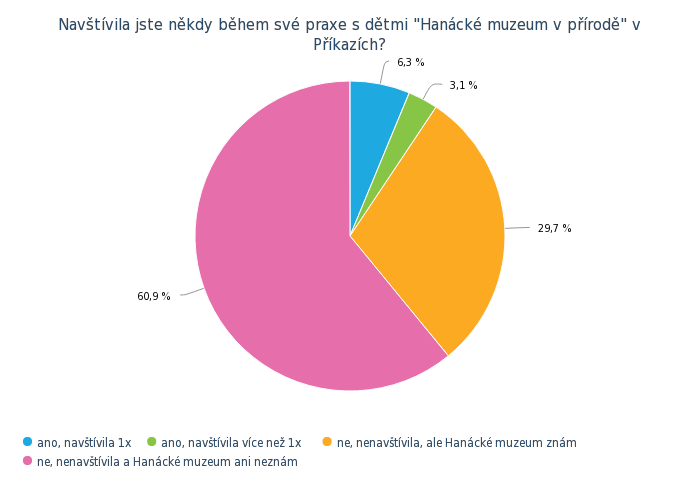 Navštívila jste někdy během své praxe s dětmi "Hanácké muzeum v přírodě" v
Příkazích?
6,3 %
3,1 %
29,7 %
60,9 %
ano, navštívila 1x ano, navštívila více než 1x ne, nenavštívila, ale Hanácké muzeum znám
ne, nenavštívila a Hanácké muzeum ani neznám